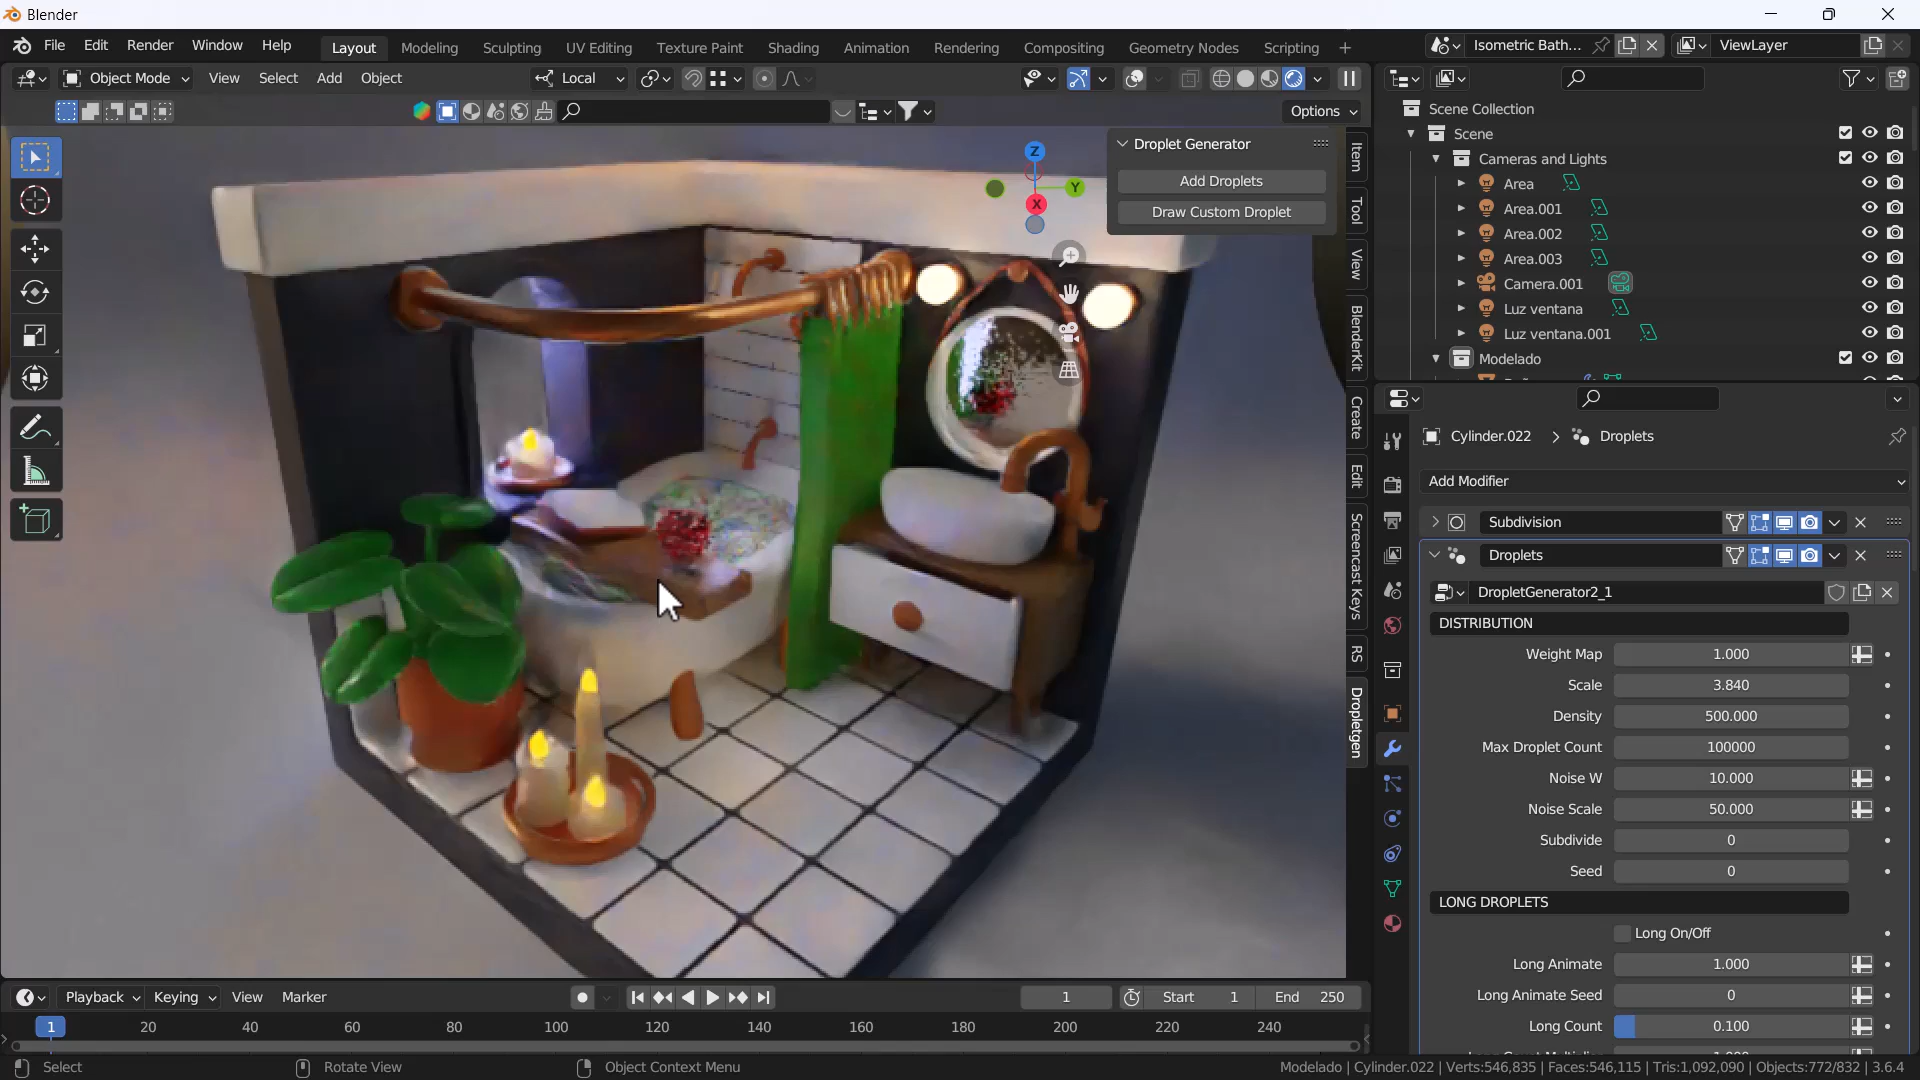 Blender
File Edit Render Window Help Layout Modeling Sculpting UV Editing Texture Paint Shading Animation Rendering Compositing Geometry Nodes Scripting + Isometric Bath... ViewLayer
Object Mode View Select Add Object Local
Options
Droplet Generator
Add Droplets
Draw Custom Droplet
Z
Y
X
Item
Tool
View
BlenderKit
Create
Edit
Screencast Keys
RS
Dropletgen
Scene Collection
Scene
Cameras and Lights
Area
Area.001
Area.002
Area.003
Camera.001
Luz ventana
Luz ventana.001
Modelado
Cylinder.022 > Droplets
Add Modifier
Subdivision
Droplets
DropletGenerator2_1
DISTRIBUTION
Weight Map 1.000
Scale 3.840
Density 500.000
Max Droplet Count 100000
Noise W 10.000
Noise Scale 50.000
Subdivide 0
Seed 0
LONG DROPLETS
Long On/Off
Long Animate 1.000
Long Animate Seed 0
Long Count 0.100
Playback Keying View Marker 1 Start 1 End 250
1 20 40 60 80 100 120 140 160 180 200 220 240
Select Rotate View Object Context Menu Modelado | Cylinder.022 | Verts:546,835 | Faces:546,115 | Tris:1,092,090 | Objects:772/832 | 3.6.4